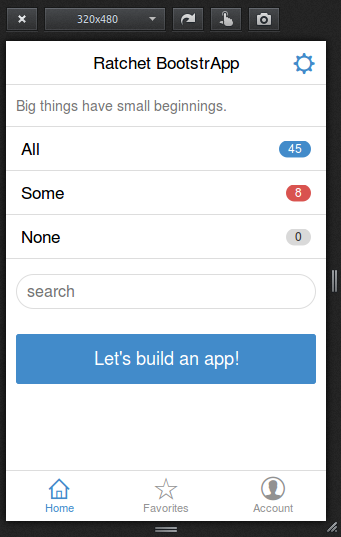 320x480
Ratchet BootstrApp
Big things have small beginnings.
All 45
Some 8
None 0
search
Let's build an app!
Home Favorites Account